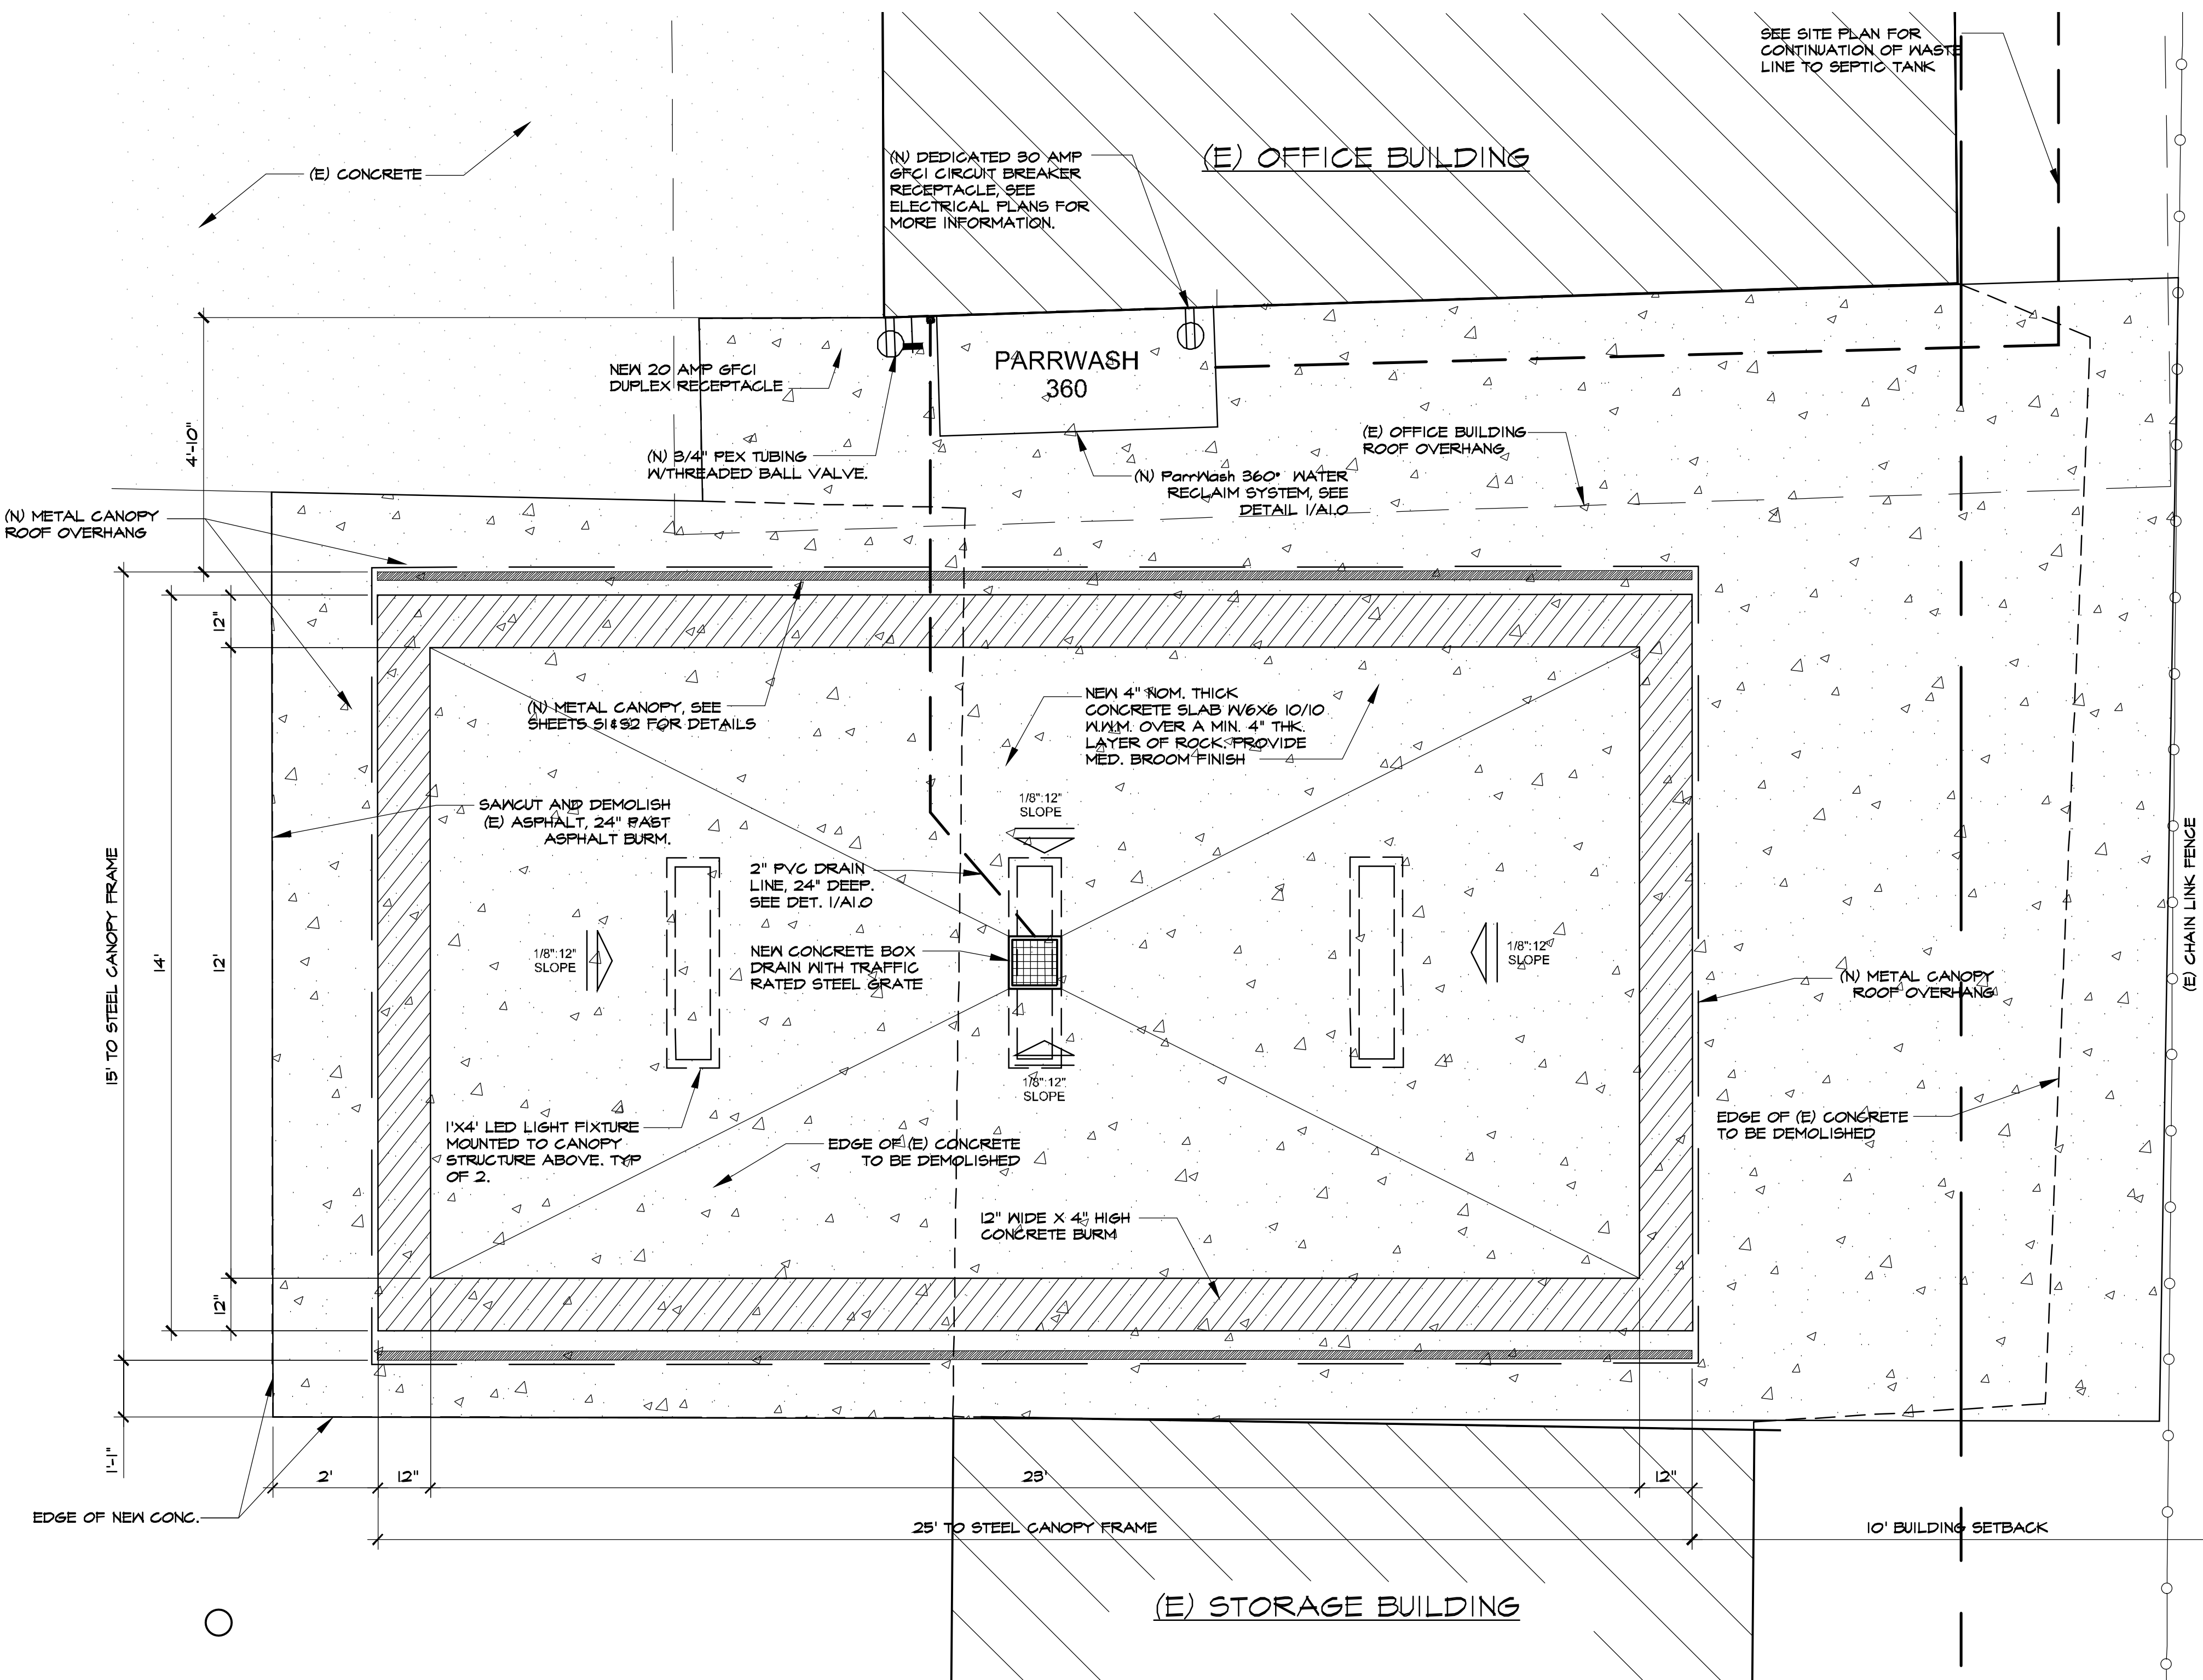 SEE SITE PLAN FOR
CONTINUATION OF WASTE
LINE TO SEPTIC TANK
(E) OFFICE BUILDING
(N) DEDICATED 30 AMP
GFCI CIRCUIT BREAKER
RECEPTACLE, SEE
ELECTRICAL PLANS FOR
MORE INFORMATION.
(E) CONCRETE
PARRWASH
360
NEW 20 AMP GFCI
DUPLEX RECEPTACLE
4'-10"
(N) 3/4" PEX TUBING
W/THREADED BALL VALVE.
(E) OFFICE BUILDING
ROOF OVERHANG
(N) ParrWash 360° WATER
RECLAIM SYSTEM, SEE
DETAIL 1/A1.0
(N) METAL CANOPY
ROOF OVERHANG
12"
(N) METAL CANOPY, SEE
SHEETS S1&S2 FOR DETAILS
NEW 4" NOM. THICK
CONCRETE SLAB W/6X6 10/10
W.W.M. OVER A MIN. 4" THK.
LAYER OF ROCK. PROVIDE
MED. BROOM FINISH
SAWCUT AND DEMOLISH
(E) ASPHALT, 24" PAST
ASPHALT BURM.
1/8":12"
SLOPE
2" PVC DRAIN
LINE, 24" DEEP.
SEE DET. 1/A1.0
15' TO STEEL CANOPY FRAME
14'
12'
1/8":12"
SLOPE
NEW CONCRETE BOX
DRAIN WITH TRAFFIC
RATED STEEL GRATE
1/8":12"
SLOPE
(N) METAL CANOPY
ROOF OVERHANG
(E) CHAIN LINK FENCE
1/8":12"
SLOPE
1'X4' LED LIGHT FIXTURE
MOUNTED TO CANOPY
STRUCTURE ABOVE. TYP
OF 2.
EDGE OF (E) CONCRETE
TO BE DEMOLISHED
EDGE OF (E) CONCRETE
TO BE DEMOLISHED
12" WIDE X 4" HIGH
CONCRETE BURM
12"
1'-1"
2'
12"
23'
12"
EDGE OF NEW CONC.
25' TO STEEL CANOPY FRAME
10' BUILDING SETBACK
(E) STORAGE BUILDING